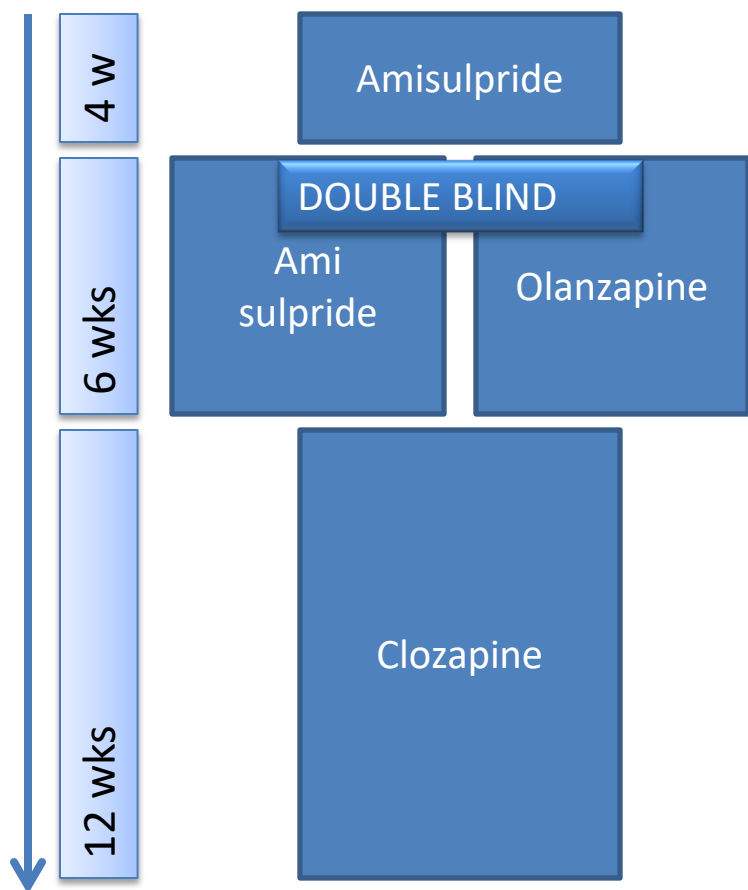 4 w
Amisulpride
6 wks
DOUBLE BLIND
Ami
sulpride
Olanzapine
12 wks
Clozapine